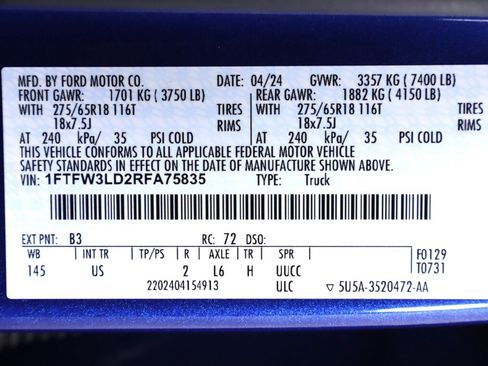 MFD. BY FORD MOTOR CO. DATE: 04/24 GVWR: 3357 KG ( 7400 LB)
FRONT GAWR: 1701 KG ( 3750 LB) REAR GAWR: 1882 KG ( 4150 LB)
WITH 275/65R18 116T TIRES WITH 275/65R18 116T TIRES
18x7.5J RIMS 18x7.5J RIMS
AT 240 kPa/ 35 PSI COLD AT 240 kPa/ 35 PSI COLD
THIS VEHICLE CONFORMS TO ALL APPLICABLE FEDERAL MOTOR VEHICLE
SAFETY STANDARDS IN EFFECT ON THE DATE OF MANUFACTURE SHOWN ABOVE.
VIN: 1FTFW3LD2RFA75835 TYPE: Truck
EXT PNT: B3 RC: 72 DSO:
WB INT TR TP/PS R AXLE TR SPR F0129
145 US 2 L6 H UUCC T0731
2202404154913 ULC ▽ 5U5A-3520472-AA